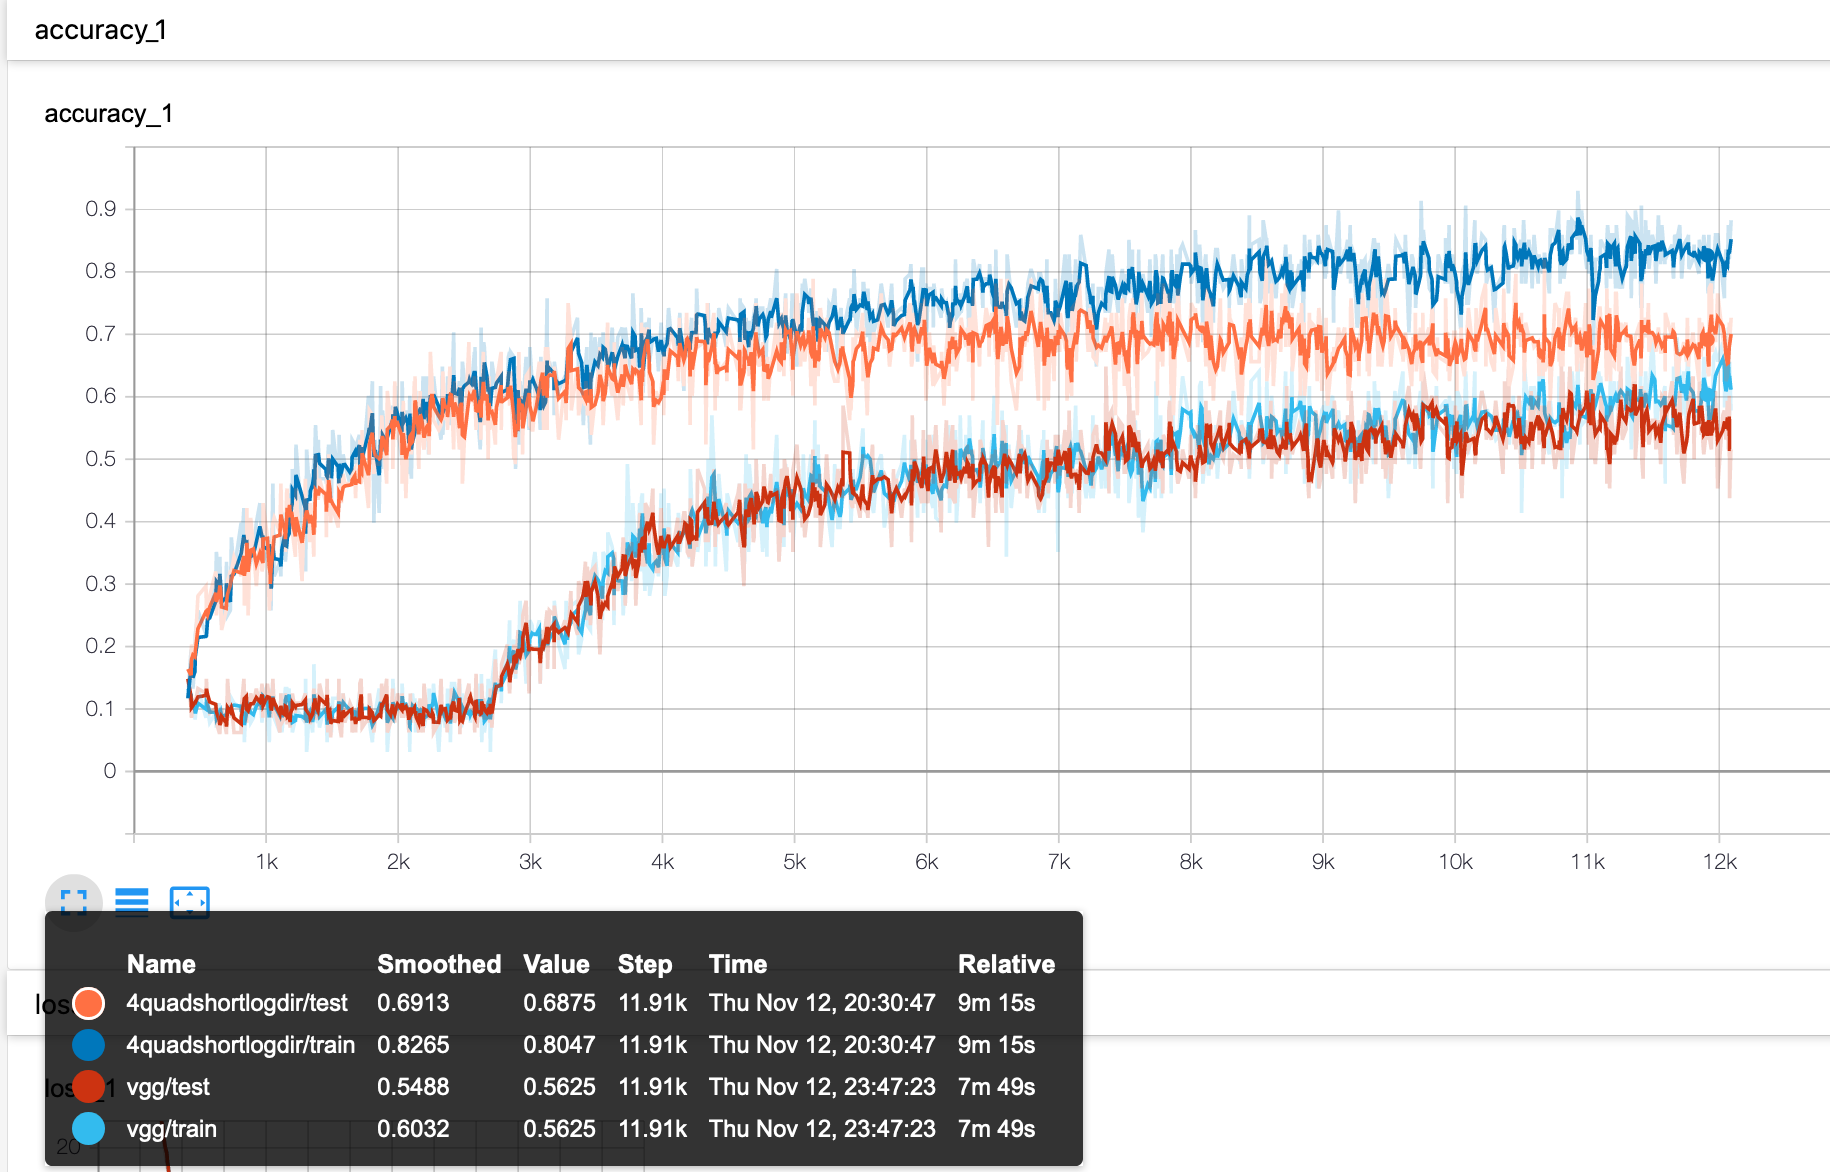 accuracy_1
accuracy_1
0.9
0.8
0.7
0.6
0.5
0.4
0.3
0.2
0.1
0
1k 2k 3k 4k 5k 6k 7k 8k 9k 10k 11k 12k
Name Smoothed Value Step Time Relative
4quadshortlogdir/test 0.6913 0.6875 11.91k Thu Nov 12, 20:30:47 9m 15s
4quadshortlogdir/train 0.8265 0.8047 11.91k Thu Nov 12, 20:30:47 9m 15s
vgg/test 0.5488 0.5625 11.91k Thu Nov 12, 23:47:23 7m 49s
vgg/train 0.6032 0.5625 11.91k Thu Nov 12, 23:47:23 7m 49s
20